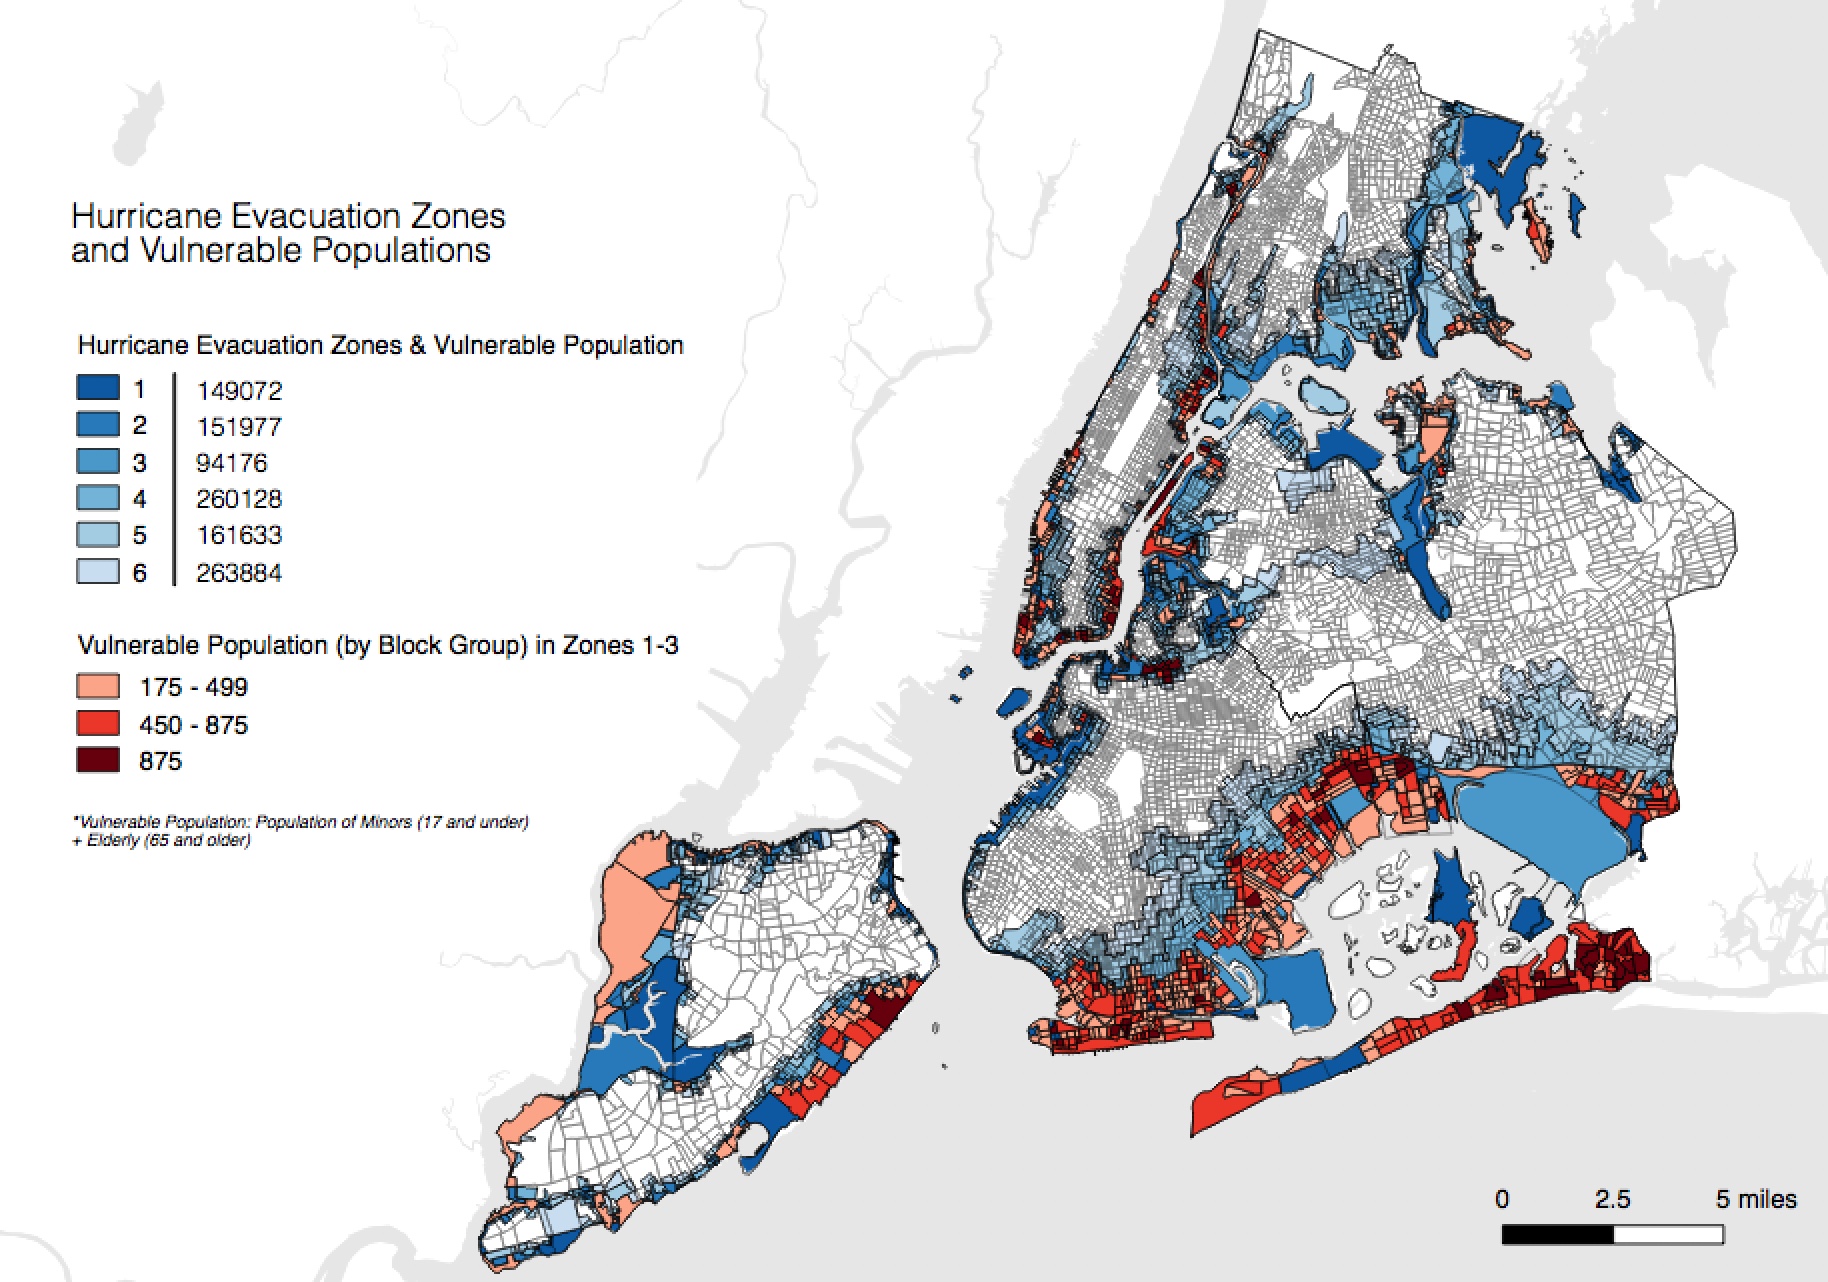 Hurricane Evacuation Zones
and Vulnerable Populations
Hurricane Evacuation Zones & Vulnerable Population
1 149072
2 151977
3 94176
4 260128
5 161633
6 263884
Vulnerable Population (by Block Group) in Zones 1-3
175 - 499
450 - 875
875
*Vulnerable Population: Population of Minors (17 and under)
+ Elderly (65 and older)
0 2.5 5 miles